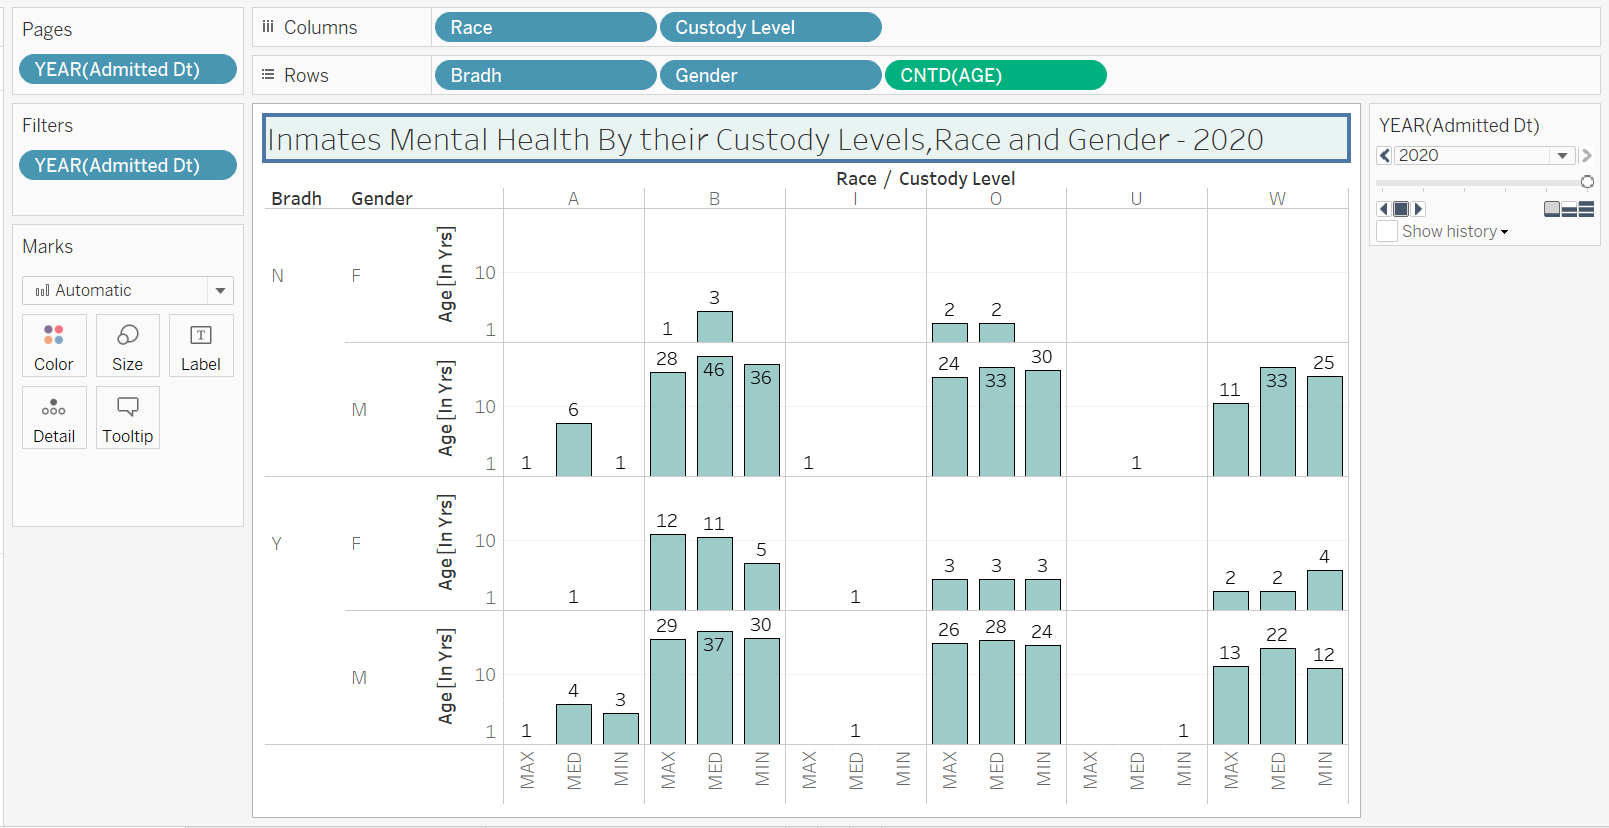 Pages
YEAR(Admitted Dt)
Filters
YEAR(Admitted Dt)
Marks
Automatic
Color Size Label
Detail Tooltip
Columns Race Custody Level
Rows Bradh Gender CNTD(AGE)
Inmates Mental Health By their Custody Levels,Race and Gender - 2020
Race / Custody Level
Bradh Gender A B I O U W
N F Age [In Yrs] 10 1
1 3 2 2
M Age [In Yrs] 10 1
1 6 1 28 46 36 1 24 33 30 1 11 33 25
Y F Age [In Yrs] 10 1
1 12 11 5 1 3 3 3 2 2 4
M Age [In Yrs] 10 1
1 4 3 29 37 30 1 26 28 24 1 13 22 12
MAX MED MIN MAX MED MIN MAX MED MIN MAX MED MIN MAX MED MIN MAX MED MIN
YEAR(Admitted Dt)
2020
Show history